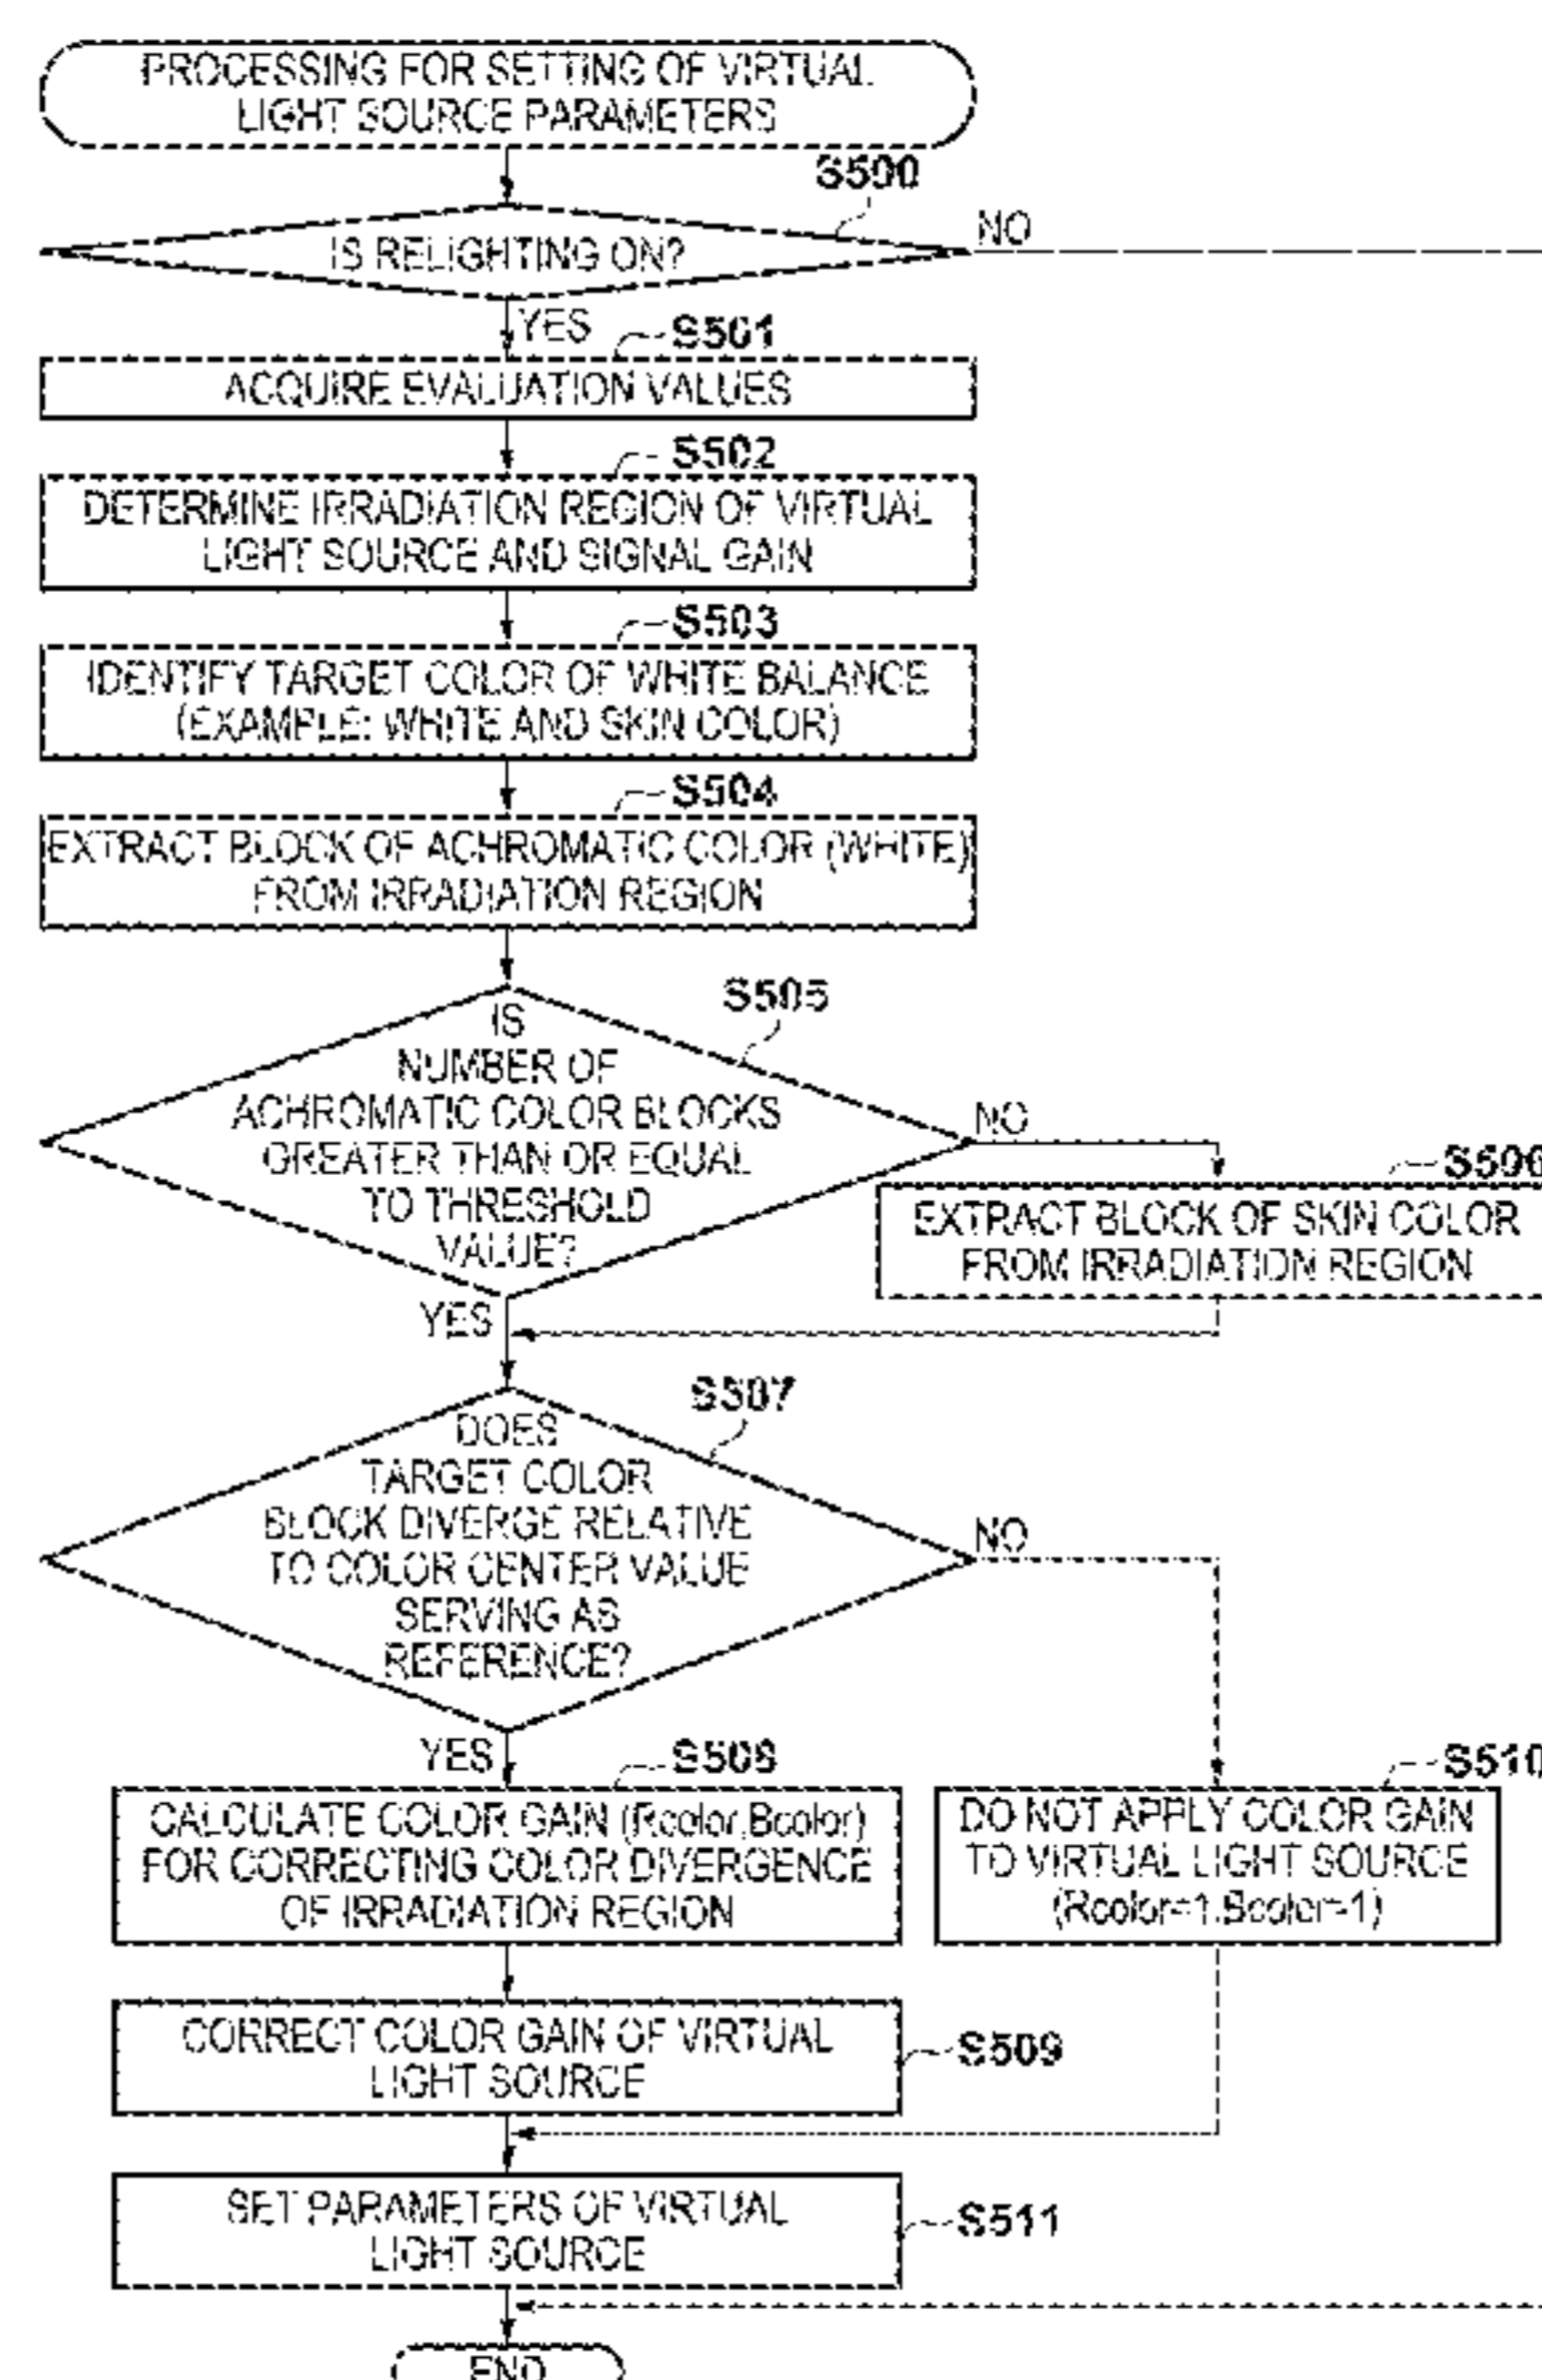 PROCESSING FOR SETTING OF VIRTUAL
LIGHT SOURCE PARAMETERS
S500
IS RELIGHTING ON?
NO
YES
S501
ACQUIRE EVALUATION VALUES
S502
DETERMINE IRRADIATION REGION OF VIRTUAL
LIGHT SOURCE AND SIGNAL GAIN
S503
IDENTIFY TARGET COLOR OF WHITE BALANCE
(EXAMPLE: WHITE AND SKIN COLOR)
S504
EXTRACT BLOCK OF ACHROMATIC COLOR (WHITE)
FROM IRRADIATION REGION
S505
IS
NUMBER OF
ACHROMATIC COLOR BLOCKS
GREATER THAN OR EQUAL
TO THRESHOLD
VALUE?
NO
S506
EXTRACT BLOCK OF SKIN COLOR
FROM IRRADIATION REGION
YES
S507
DOES
TARGET COLOR
BLOCK DIVERGE RELATIVE
TO COLOR CENTER VALUE
SERVING AS
REFERENCE?
NO
YES
S508
CALCULATE COLOR GAIN (Rcolor,Bcolor)
FOR CORRECTING COLOR DIVERGENCE
OF IRRADIATION REGION
S510
DO NOT APPLY COLOR GAIN
TO VIRTUAL LIGHT SOURCE
(Rcolor=1,Bcolor=1)
CORRECT COLOR GAIN OF VIRTUAL
LIGHT SOURCE
S509
SET PARAMETERS OF VIRTUAL
LIGHT SOURCE
S511
END